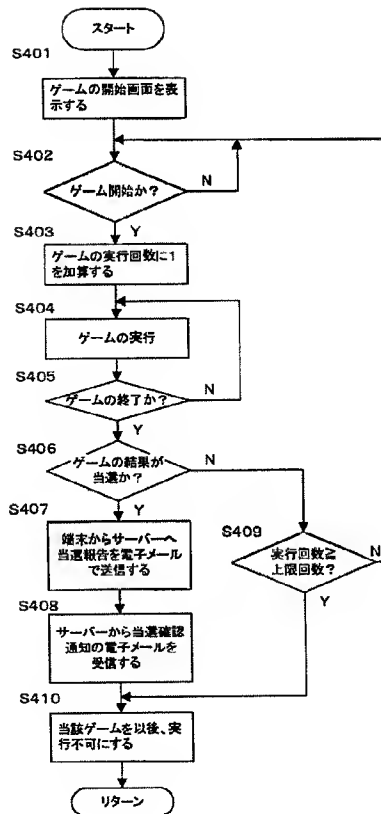 スタート
S401
ゲームの開始画面を表
示する
S402
ゲーム開始か？
N
Y
S403
ゲームの実行回数に1
を加算する
S404
ゲームの実行
S405
ゲームの終了か？
N
Y
S406
ゲームの結果が
当選か？
N
Y
S407
端末からサーバーへ
当選報告を電子メール
で送信する
S409
実行回数≧
上限回数？
N
Y
S408
サーバーから当選確認
通知の電子メールを
受信する
S410
当該ゲームを以後、実
行不可にする
リターン